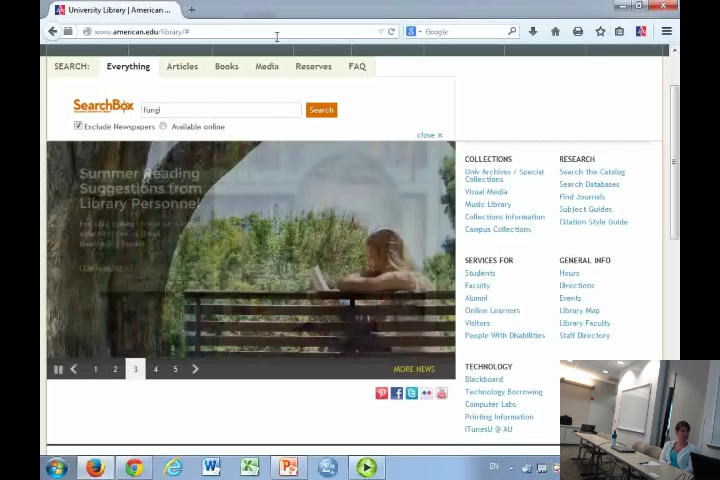 University Library | American ...
www.american.edu/library/#
Google
SEARCH:
Everything
Articles
Books
Media
Reserves
FAQ
SearchBox
fungi
Search
Exclude Newspapers
Available online
close ×
Summer Reading
Suggestions from
Library Personnel
1 2 3 4 5
MORE NEWS
COLLECTIONS
Univ Archives / Special
Collections
Visual Media
Music Library
Collections Information
Campus Collections
RESEARCH
Search the Catalog
Search Databases
Find Journals
Subject Guides
Citation Style Guide
SERVICES FOR
Students
Faculty
Alumni
Online Learners
Visitors
People With Disabilities
GENERAL INFO
Hours
Directions
Events
Library Map
Library Faculty
Staff Directory
TECHNOLOGY
Blackboard
Technology Borrowing
Computer Labs
Printing Information
iTunesU @ AU
EN